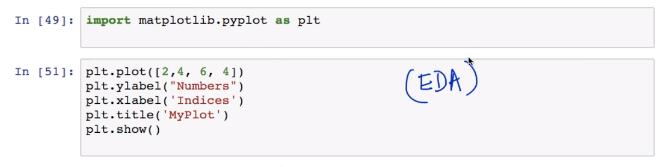 In [49]: import matplotlib.pyplot as plt
In [51]: plt.plot([2,4, 6, 4])
plt.ylabel("Numbers")
plt.xlabel('Indices')
plt.title('MyPlot')
plt.show()
(EDA)